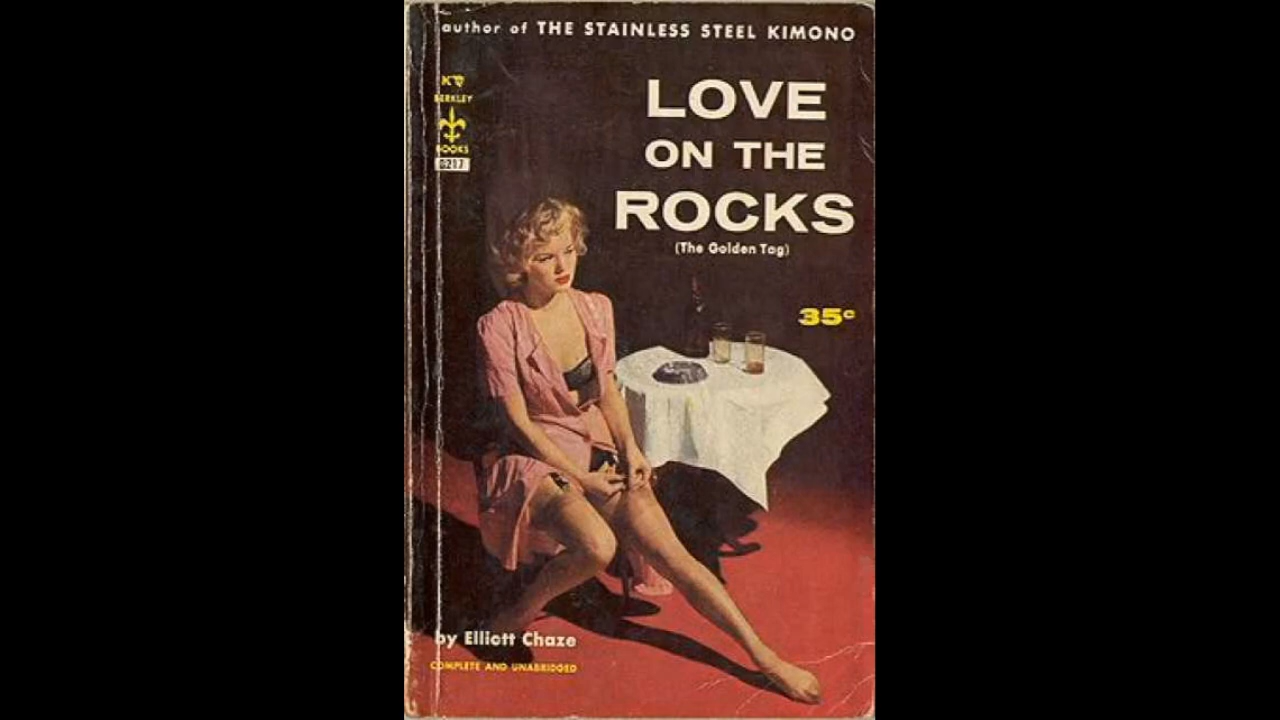 author of THE STAINLESS STEEL KIMONO
BERKLEY
BOOKS
G217
LOVE
ON THE
ROCKS
(The Golden Tag)
35c
by Elliott Chaze
COMPLETE AND UNABRIDGED